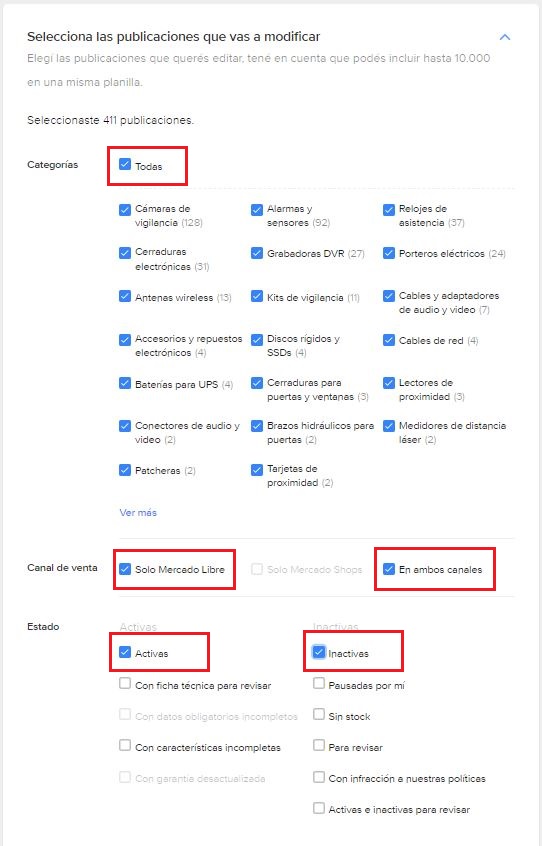 Selecciona las publicaciones que vas a modificar
Elegí las publicaciones que querés editar, tené en cuenta que podés incluir hasta 10.000
en una misma planilla.
Seleccionaste 411 publicaciones.
Categorías
Todas
Cámaras de
vigilancia (128)
Alarmas y
sensores (92)
Relojes de
asistencia (37)
Cerraduras
electrónicas (31)
Grabadoras DVR (27)
Porteros eléctricos (24)
Antenas wireless (13)
Kits de vigilancia (11)
Cables y adaptadores
de audio y video (7)
Accesorios y repuestos
electrónicos (4)
Discos rígidos y
SSDs (4)
Cables de red (4)
Baterías para UPS (4)
Cerraduras para
puertas y ventanas (3)
Lectores de
proximidad (3)
Conectores de audio y
video (2)
Brazos hidráulicos para
puertas (2)
Medidores de distancia
láser (2)
Patcheras (2)
Tarjetas de
proximidad (2)
Ver más
Canal de venta
Solo Mercado Libre
Solo Mercado Shops
En ambos canales
Estado
Activas
Inactivas
Activas
Inactivas
Con ficha técnica para revisar
Pausadas por mí
Con datos obligatorios incompletos
Sin stock
Con características incompletas
Para revisar
Con garantía desactualizada
Con infracción a nuestras políticas
Activas e inactivas para revisar